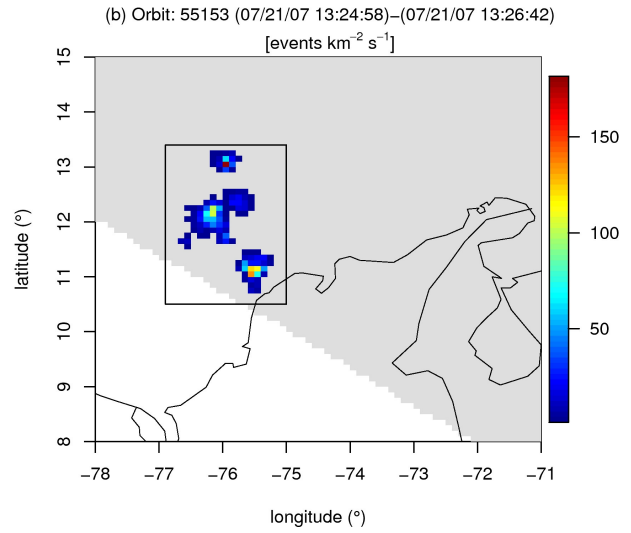 (b) Orbit: 55153 (07/21/07 13:24:58)−(07/21/07 13:26:42)
[events km−2 s−1]
15
14
13
12
11
10
9
8
latitude (°)
150
100
50
−78 −77 −76 −75 −74 −73 −72 −71
longitude (°)